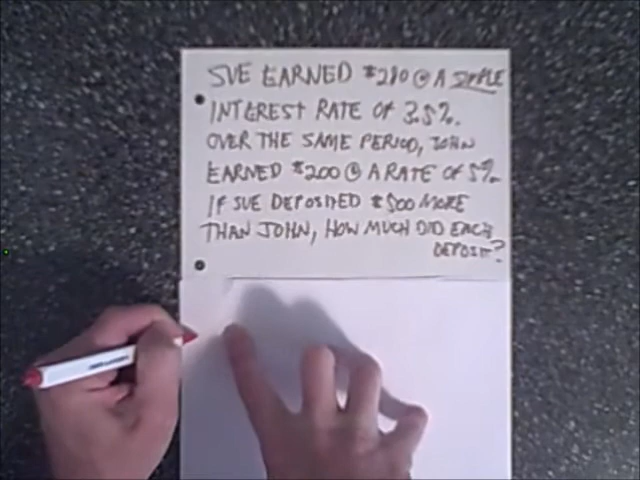 SUE EARNED $210@ A SIMPLE
INTEREST RATE OF 3.5%.
OVER THE SAME PERIOD, JOHN
EARNED $200@ A RATE OF 5%.
IF SUE DEPOSITED $500 MORE
THAN JOHN, HOW MUCH DID EACH
DEPOSIT?